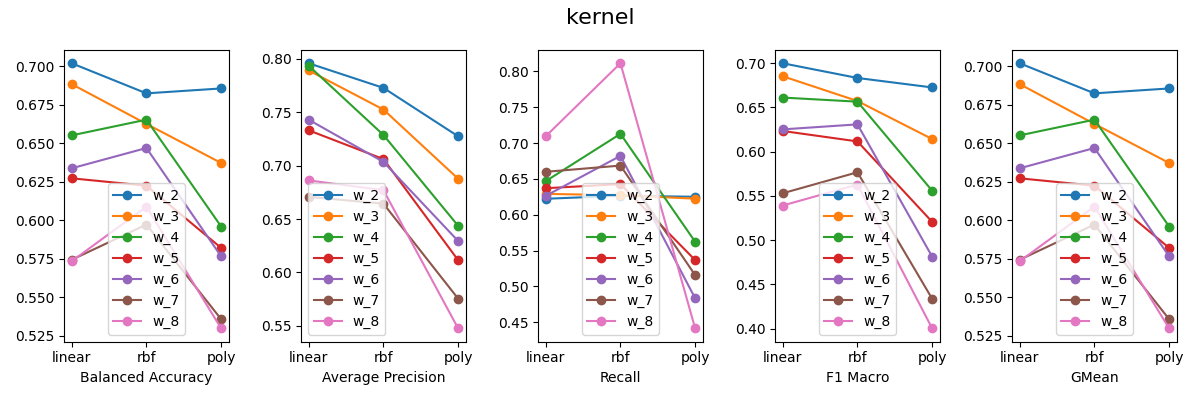 kernel
0.700
0.675
0.650
0.625
0.600
0.575
0.550
0.525
w_2
w_3
w_4
w_5
w_6
w_7
w_8
linear rbf poly
Balanced Accuracy
0.80
0.75
0.70
0.65
0.60
0.55
w_2
w_3
w_4
w_5
w_6
w_7
w_8
linear rbf poly
Average Precision
0.80
0.75
0.70
0.65
0.60
0.55
0.50
0.45
w_2
w_3
w_4
w_5
w_6
w_7
w_8
linear rbf poly
Recall
0.70
0.65
0.60
0.55
0.50
0.45
0.40
w_2
w_3
w_4
w_5
w_6
w_7
w_8
linear rbf poly
F1 Macro
0.700
0.675
0.650
0.625
0.600
0.575
0.550
0.525
w_2
w_3
w_4
w_5
w_6
w_7
w_8
linear rbf poly
GMean